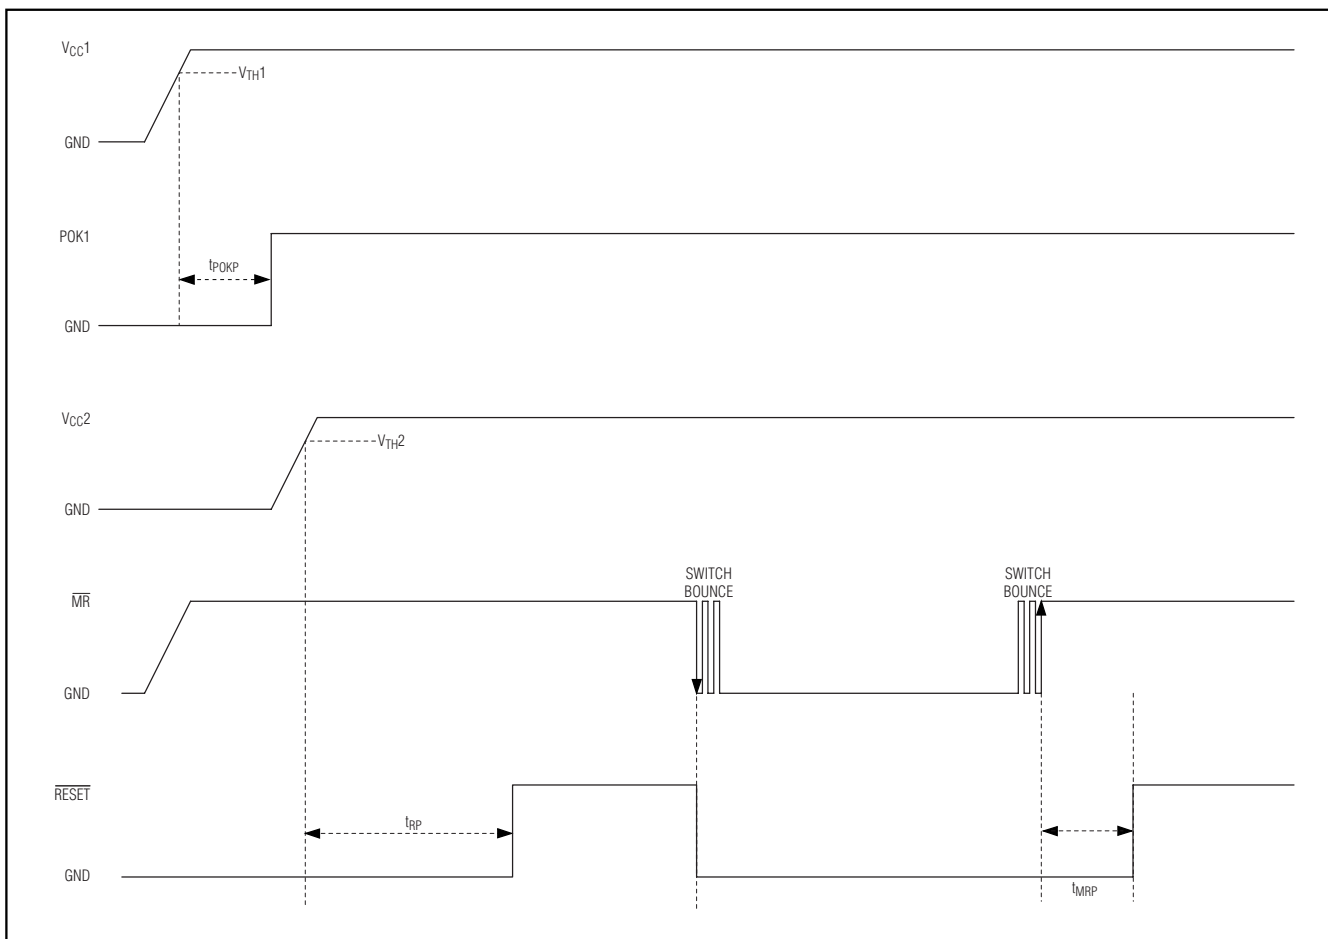 VCC1
VTH1
GND
POK1
tPOKP
GND
VCC2
VTH2
GND
SWITCH
BOUNCE
SWITCH
BOUNCE
MR
GND
RESET
tRP
GND
tMRP